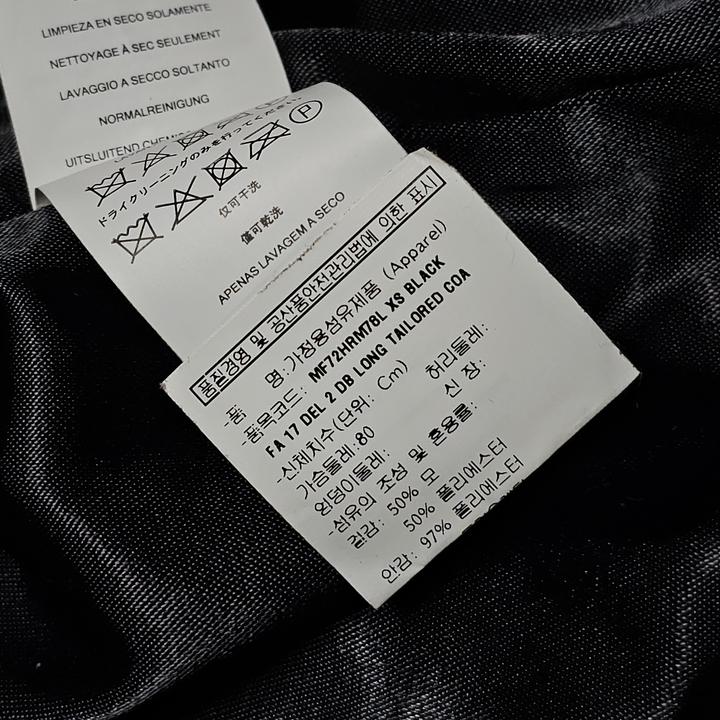 LIMPIEZA EN SECO SOLAMENTE
NETTOYAGE À SEC SEULEMENT
LAVAGGIO A SECCO SOLTANTO
NORMALREINIGUNG
UITSLUITEND
P
ドライクリーニングのみを行ってください
仅可干洗
僅可乾洗
APENAS LAVAGEM A SECO
품질경영 및 공산품안전관리법에 의한 표시
-품 명:가정용섬유제품 (Apparel)
-품목코드: MF72HRM78L XS BLACK
FA 17 DEL 2 DB LONG TAILORED COA
-신체치수(단위: Cm)
가슴둘레:80 허리둘레:
엉덩이둘레: 신 장:
-섬유의 조성 및 혼용률:
겉감: 50% 모
50% 폴리에스터
안감: 97% 폴리에스터